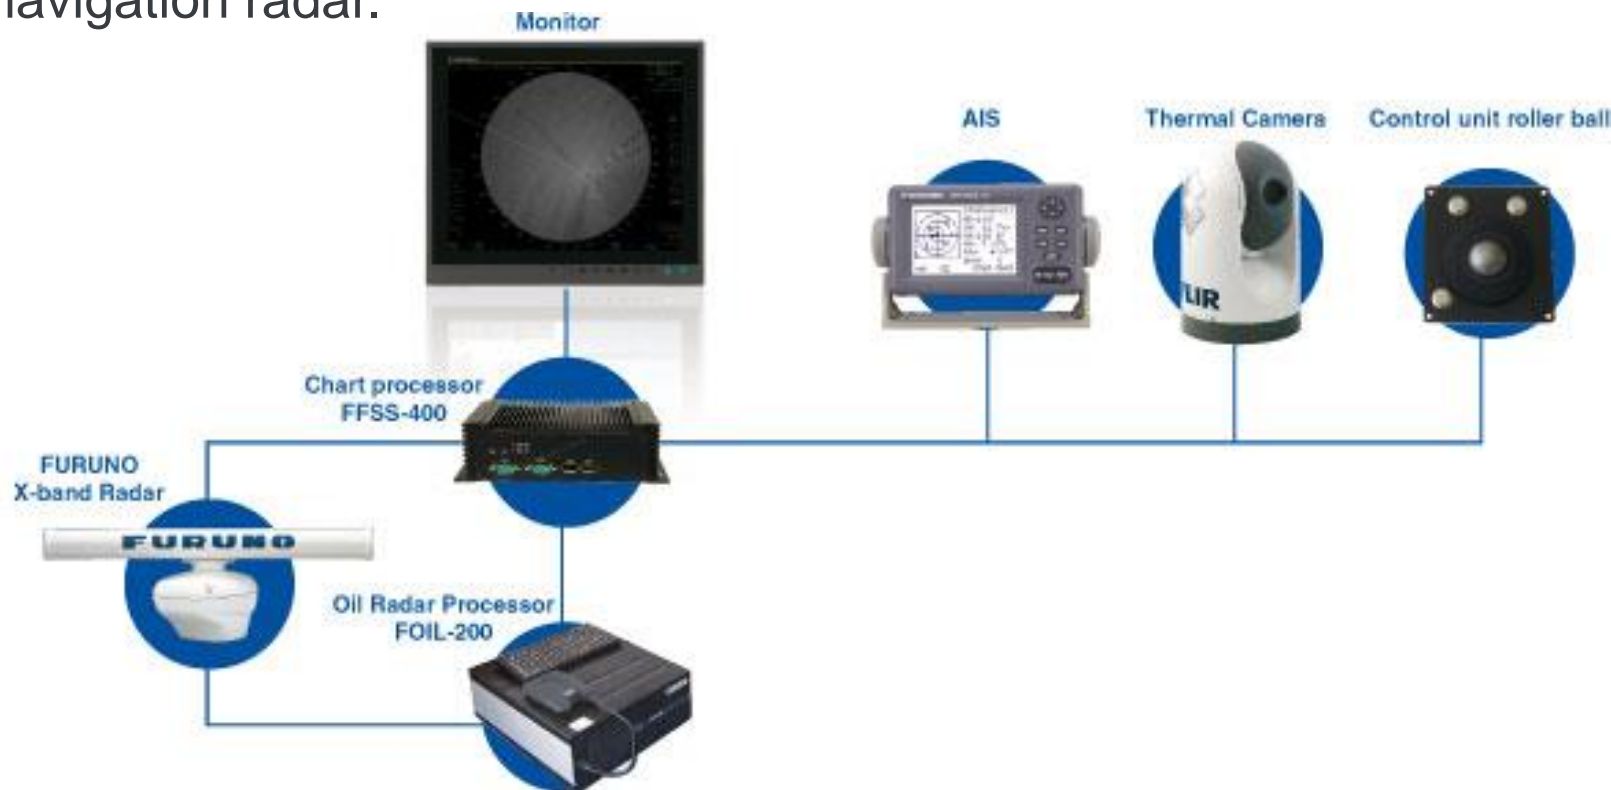 navigation radar.
Monitor
AIS
Thermal Camera
Control unit roller ball
Chart processor
FFSS-400
FURUNO
X-band Radar
FURUNO
LIR
Oil Radar Processor
FOIL-200